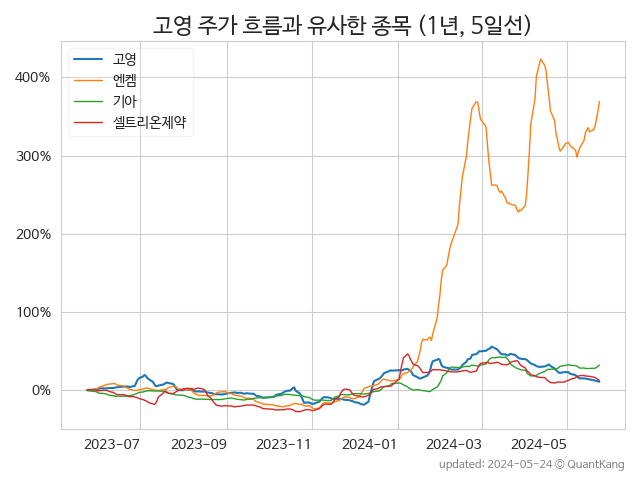 고영 주가 흐름과 유사한 종목 (1년, 5일선)
고영
엔켐
기아
셀트리온제약
400%
300%
200%
100%
0%
2023-07 2023-09 2023-11 2024-01 2024-03 2024-05
updated: 2024-05-24 © QuantKang